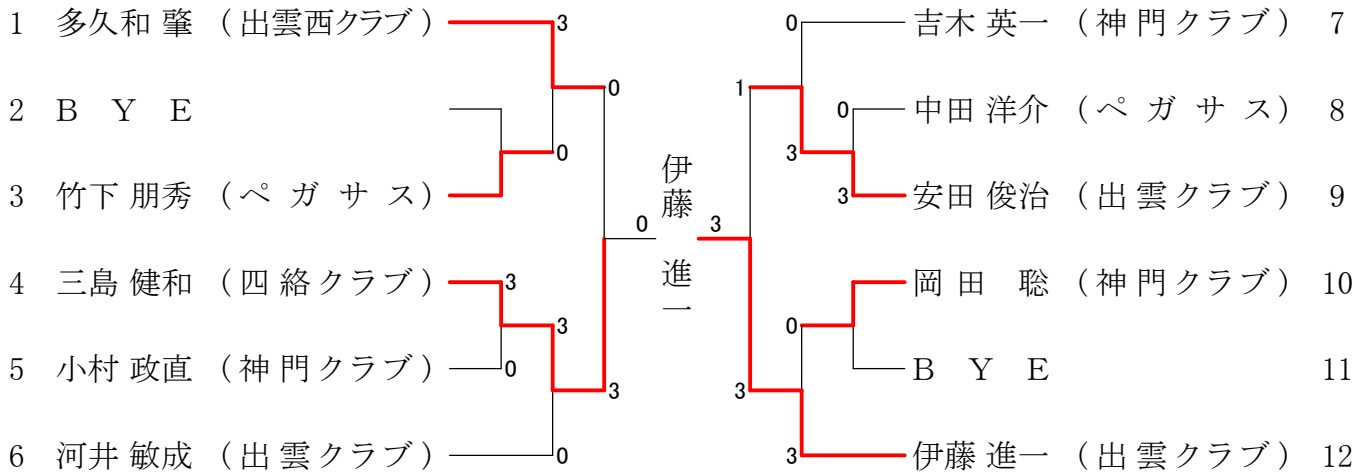 1 多久和 肇 (出雲西クラブ) 3
0 吉木 英一 (神門クラブ) 7
0
1
2 B Y E
0 中田 洋介 (ペガサス) 8
0
3
3 竹下 朋秀 (ペガサス)
3 安田 俊治 (出雲クラブ) 9
0 伊藤 進一 3
4 三島 健和 (四絡クラブ) 3
岡田 聡 (神門クラブ) 10
3
0
5 小村 政直 (神門クラブ) 0
B Y E 11
3
3
6 河井 敏成 (出雲クラブ) 0
3 伊藤 進一 (出雲クラブ) 12